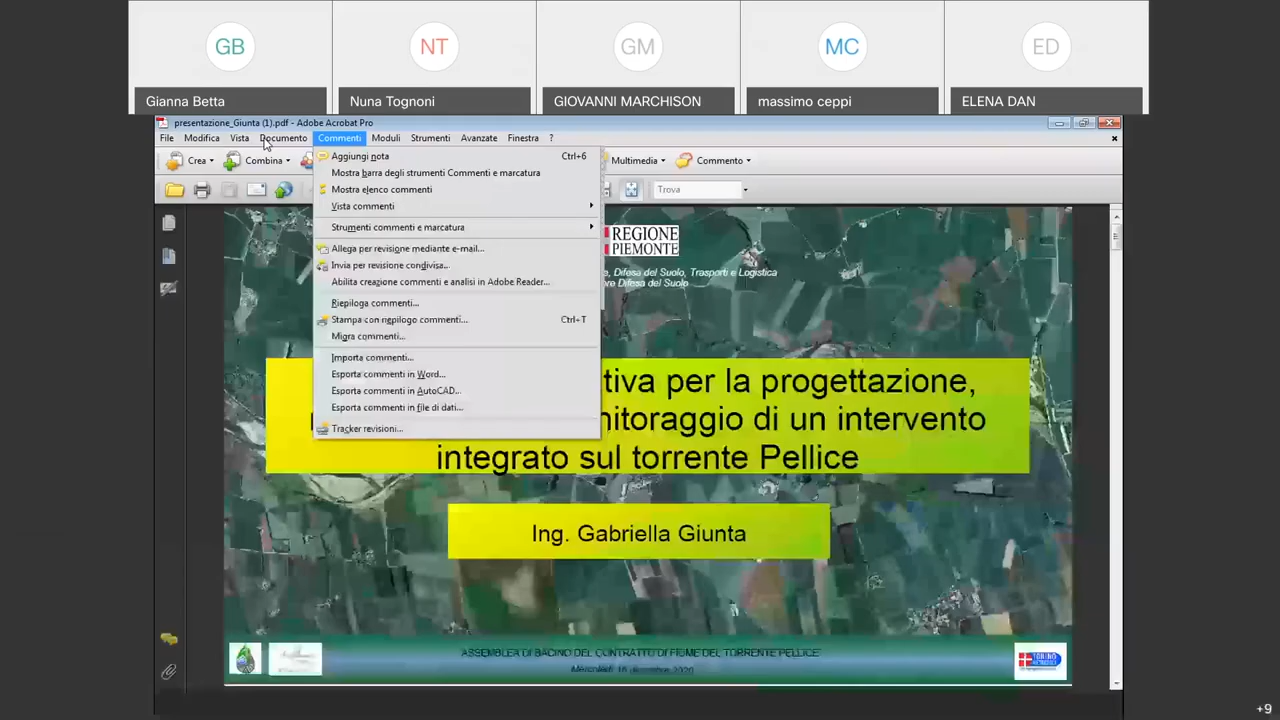 GB
NT
GM
MC
ED
Gianna Betta
Nuna Tognoni
GIOVANNI MARCHISON
massimo ceppi
ELENA DAN
presentazione_Giunta (1).pdf - Adobe Acrobat Pro
File Modifica Vista Documento Commenti Moduli Strumenti Avanzate Finestra ?
Crea Combina Multimedia Commento
Trova
Aggiungi nota Ctrl+6
Mostra barra degli strumenti Commenti e marcatura
Mostra elenco commenti
Vista commenti
Strumenti commenti e marcatura
Allega per revisione mediante e-mail...
Invia per revisione condivisa...
Abilita creazione commenti e analisi in Adobe Reader...
Riepiloga commenti...
Stampa con riepilogo commenti... Ctrl+T
Migra commenti...
Importa commenti...
Esporta commenti in Word...
Esporta commenti in AutoCAD...
Esporta commenti in file di dati...
Tracker revisioni...
REGIONE
PIEMONTE
e, Difesa del Suolo, Trasporti e Logistica
ore Difesa del Suolo
tiva per la progettazione,
nitoraggio di un intervento
integrato sul torrente Pellice
Ing. Gabriella Giunta
ASSEMBLEA DI BACINO DEL CONTRATTO DI FIUME DEL TORRENTE PELLICE
Mercoledì 16 dicembre 2020
+9